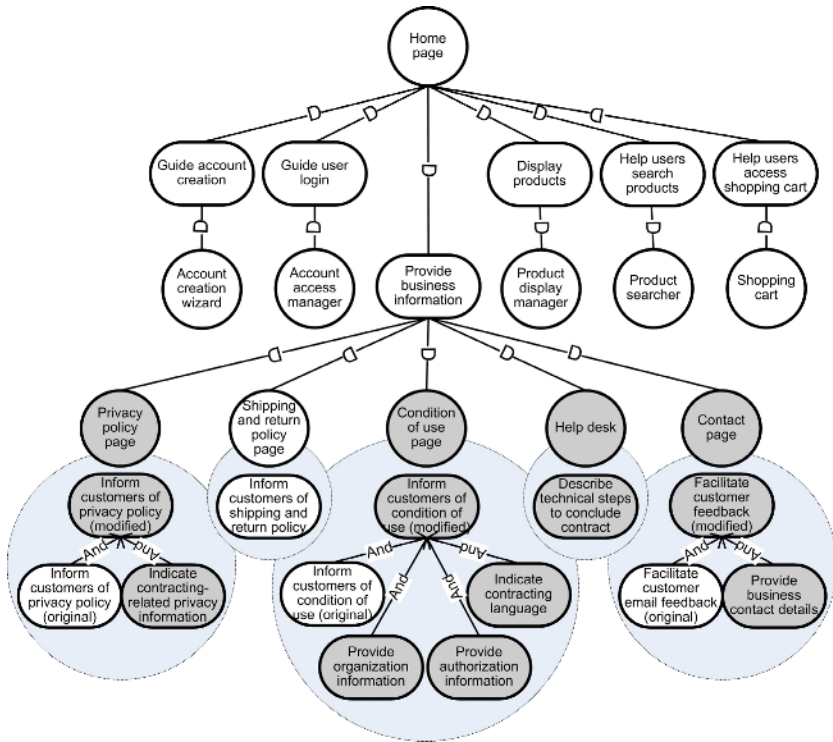 Home
page
D
D
D
D
D
D
Guide account
creation
Guide user
login
Display
products
Help users
search
products
Help users
access
shopping cart
D
D
D
D
D
Account
creation
wizard
Account
access
manager
Provide
business
information
Product
display
manager
Product
searcher
Shopping
cart
D
D
D
D
D
Privacy
policy
page
Shipping
and return
policy
page
Condition
of use
page
Help desk
Contact
page
Inform
customers of
privacy policy
(modified)
Inform
customers of
shipping and
return policy
Inform
customers of
condition of
use (modified)
Describe
technical steps
to conclude
contract
Facilitate
customer
feedback
(modified)
And
And
And
And
And
And
And
And
Inform
customers of
privacy policy
(original)
Indicate
contracting-
related privacy
information
Inform
customers of
condition of
use (original)
Indicate
contracting
language
Facilitate
customer
email feedback
(original)
Provide
business
contact details
Provide
organization
information
Provide
authorization
information